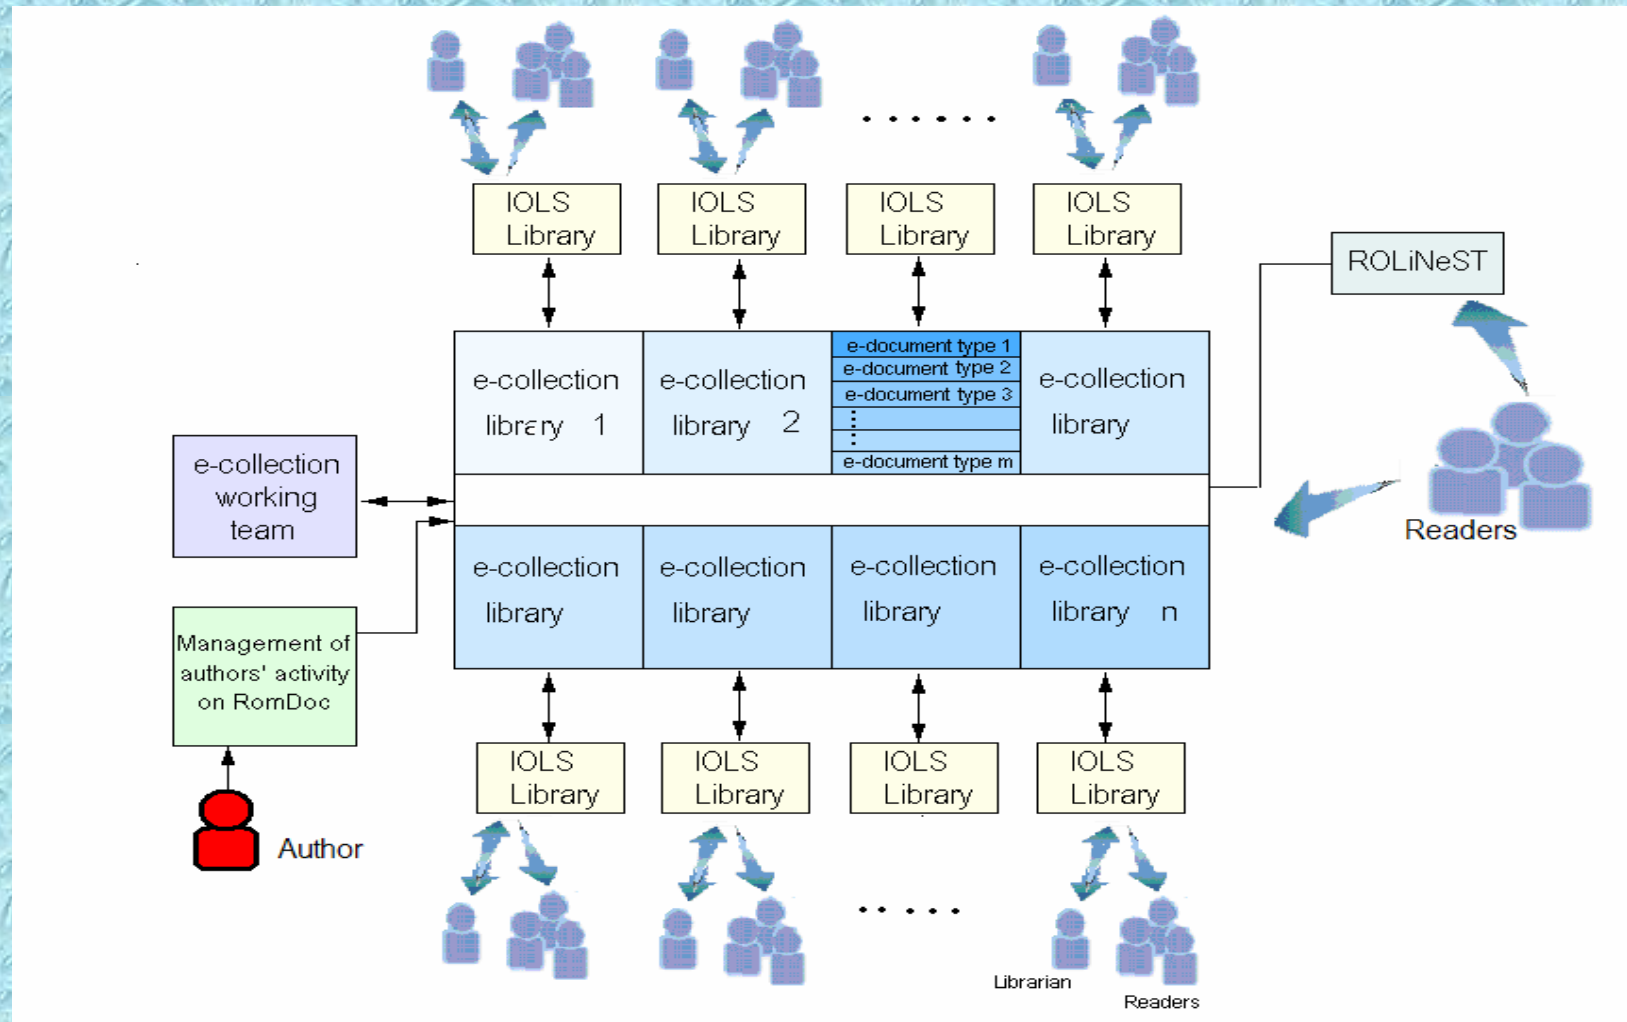 IOLS
Library
IOLS
Library
IOLS
Library
IOLS
Library
ROLiNeST
e-collection
library 1
e-collection
library 2
e-document type 1
e-document type 2
e-document type 3
e-document type m
e-collection
library
e-collection
working
team
Readers
e-collection
library
e-collection
library
e-collection
library
e-collection
library n
Management of
authors' activity
on RomDoc
IOLS
Library
IOLS
Library
IOLS
Library
IOLS
Library
Author
Librarian
Readers